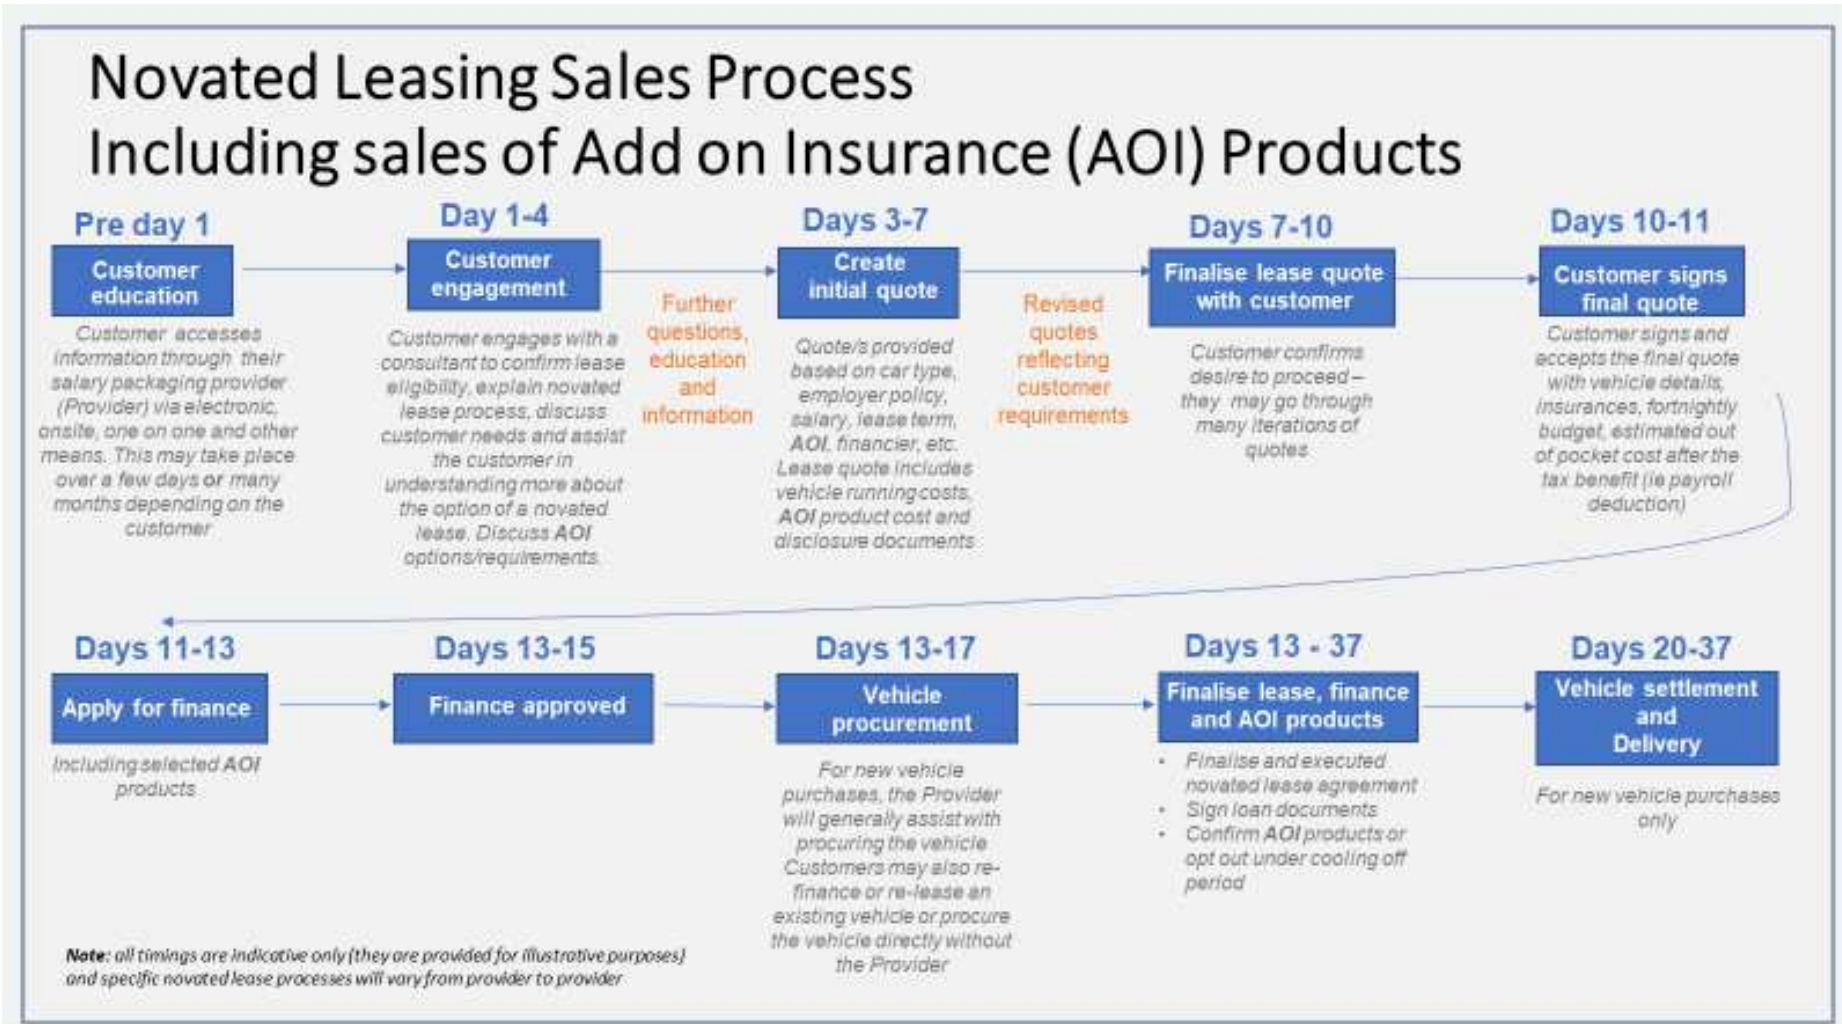 Novated Leasing Sales Process
Including sales of Add on Insurance (AOI) Products
Pre day 1
Customer
education
Customer accesses
information through their
salary packaging provider
(Provider) via electronic,
onsite, one on one and other
means. This may take place
over a few days or many
months depending on the
customer
Day 1-4
Customer
engagement
Customer engages with a
consultant to confirm lease
eligibility, explain novated
lease process, discuss
customer needs and assist
the customer in
understanding more about
the option of a novated
lease. Discuss AOI
options/requirements.
Further
questions,
education
and
information
Days 3-7
Create
initial quote
Quote/s provided
based on car type,
employer policy,
salary, lease term,
AOI, financier, etc.
Lease quote includes
vehicle running costs,
AOI product cost and
disclosure documents
Revised
quotes
reflecting
customer
requirements
Days 7-10
Finalise lease quote
with customer
Customer confirms
desire to proceed –
they may go through
many iterations of
quotes
Days 10-11
Customer signs
final quote
Customer signs and
accepts the final quote
with vehicle details,
insurances, fortnightly
budget, estimated out
of pocket cost after the
tax benefit (ie payroll
deduction)
Days 11-13
Apply for finance
Including selected AOI
products
Days 13-15
Finance approved
Days 13-17
Vehicle
procurement
For new vehicle
purchases, the Provider
will generally assist with
procuring the vehicle
Customers may also re-
finance or re-lease an
existing vehicle or procure
the vehicle directly without
the Provider
Days 13 - 37
Finalise lease, finance
and AOI products
• Finalise and executed
novated lease agreement
• Sign loan documents
• Confirm AOI products or
opt out under cooling off
period
Days 20-37
Vehicle settlement
and
Delivery
For new vehicle purchases
only
Note: all timings are indicative only (they are provided for illustrative purposes)
and specific novated lease processes will vary from provider to provider